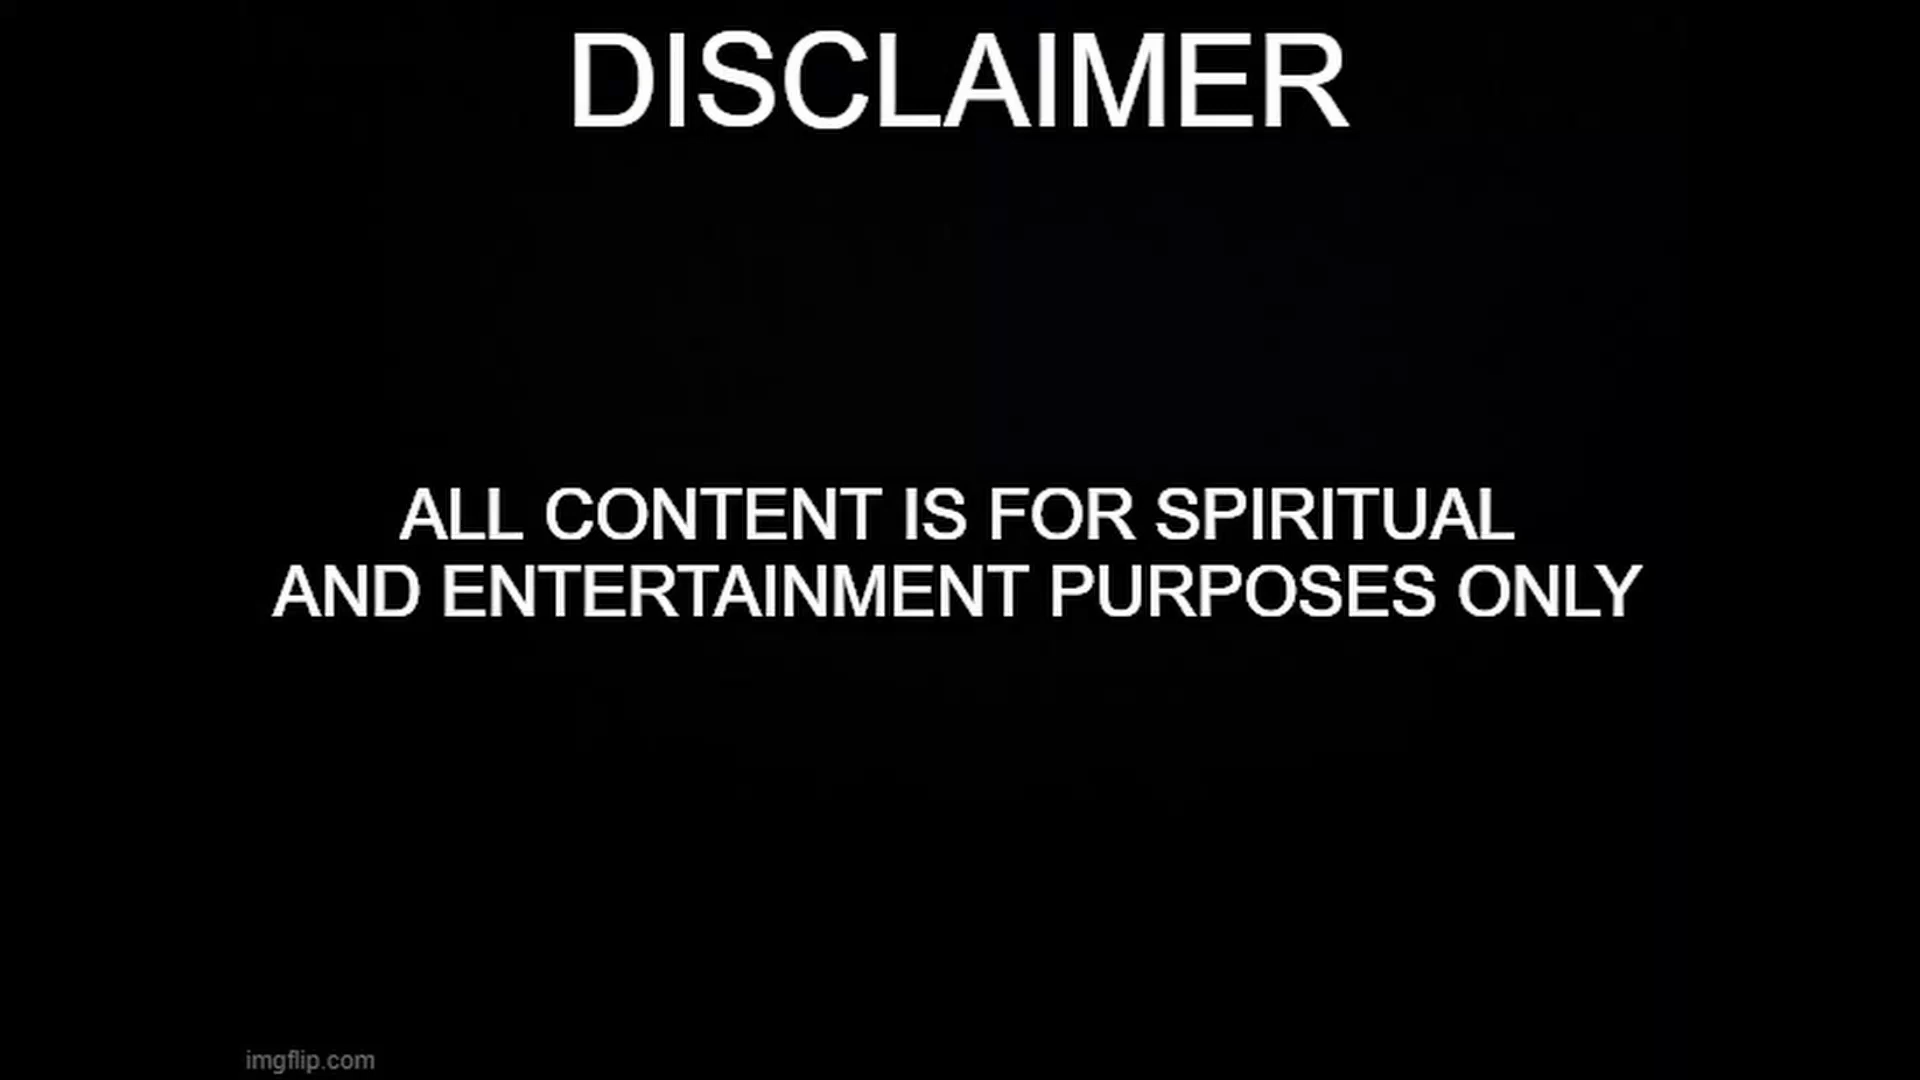 DISCLAIMER
ALL CONTENT IS FOR SPIRITUAL
AND ENTERTAINMENT PURPOSES ONLY
imgflip.com